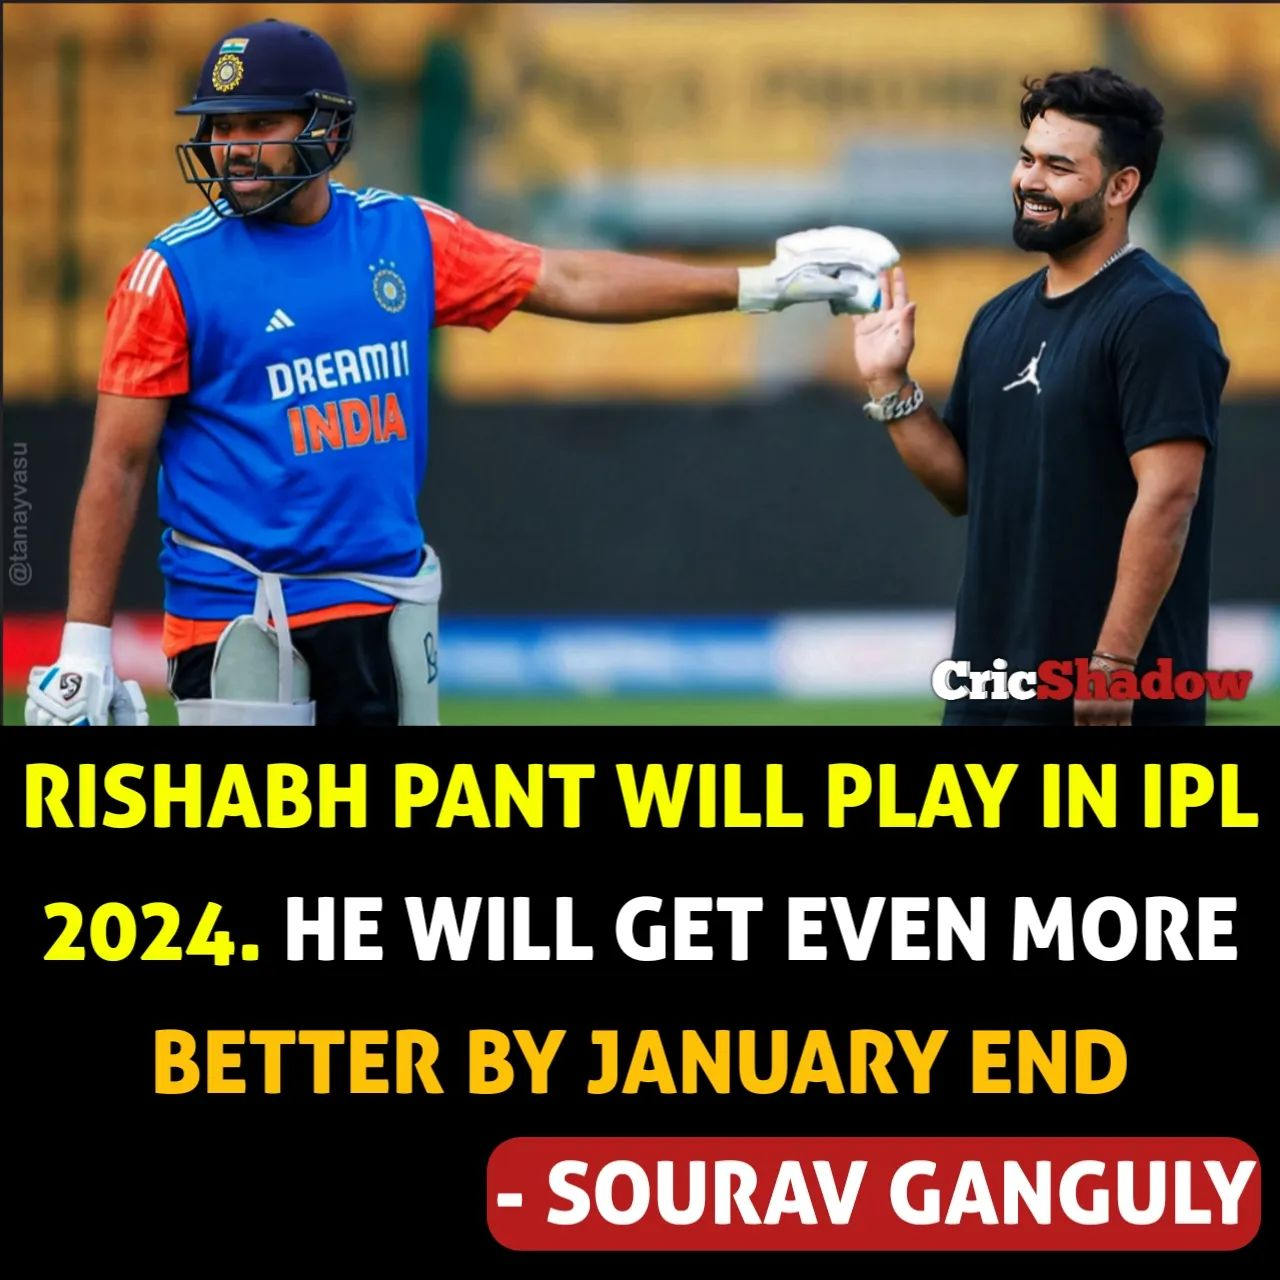 DREAM11
INDIA
@tanayvasu
CricShadow
RISHABH PANT WILL PLAY IN IPL
2024. HE WILL GET EVEN MORE
BETTER BY JANUARY END
- SOURAV GANGULY